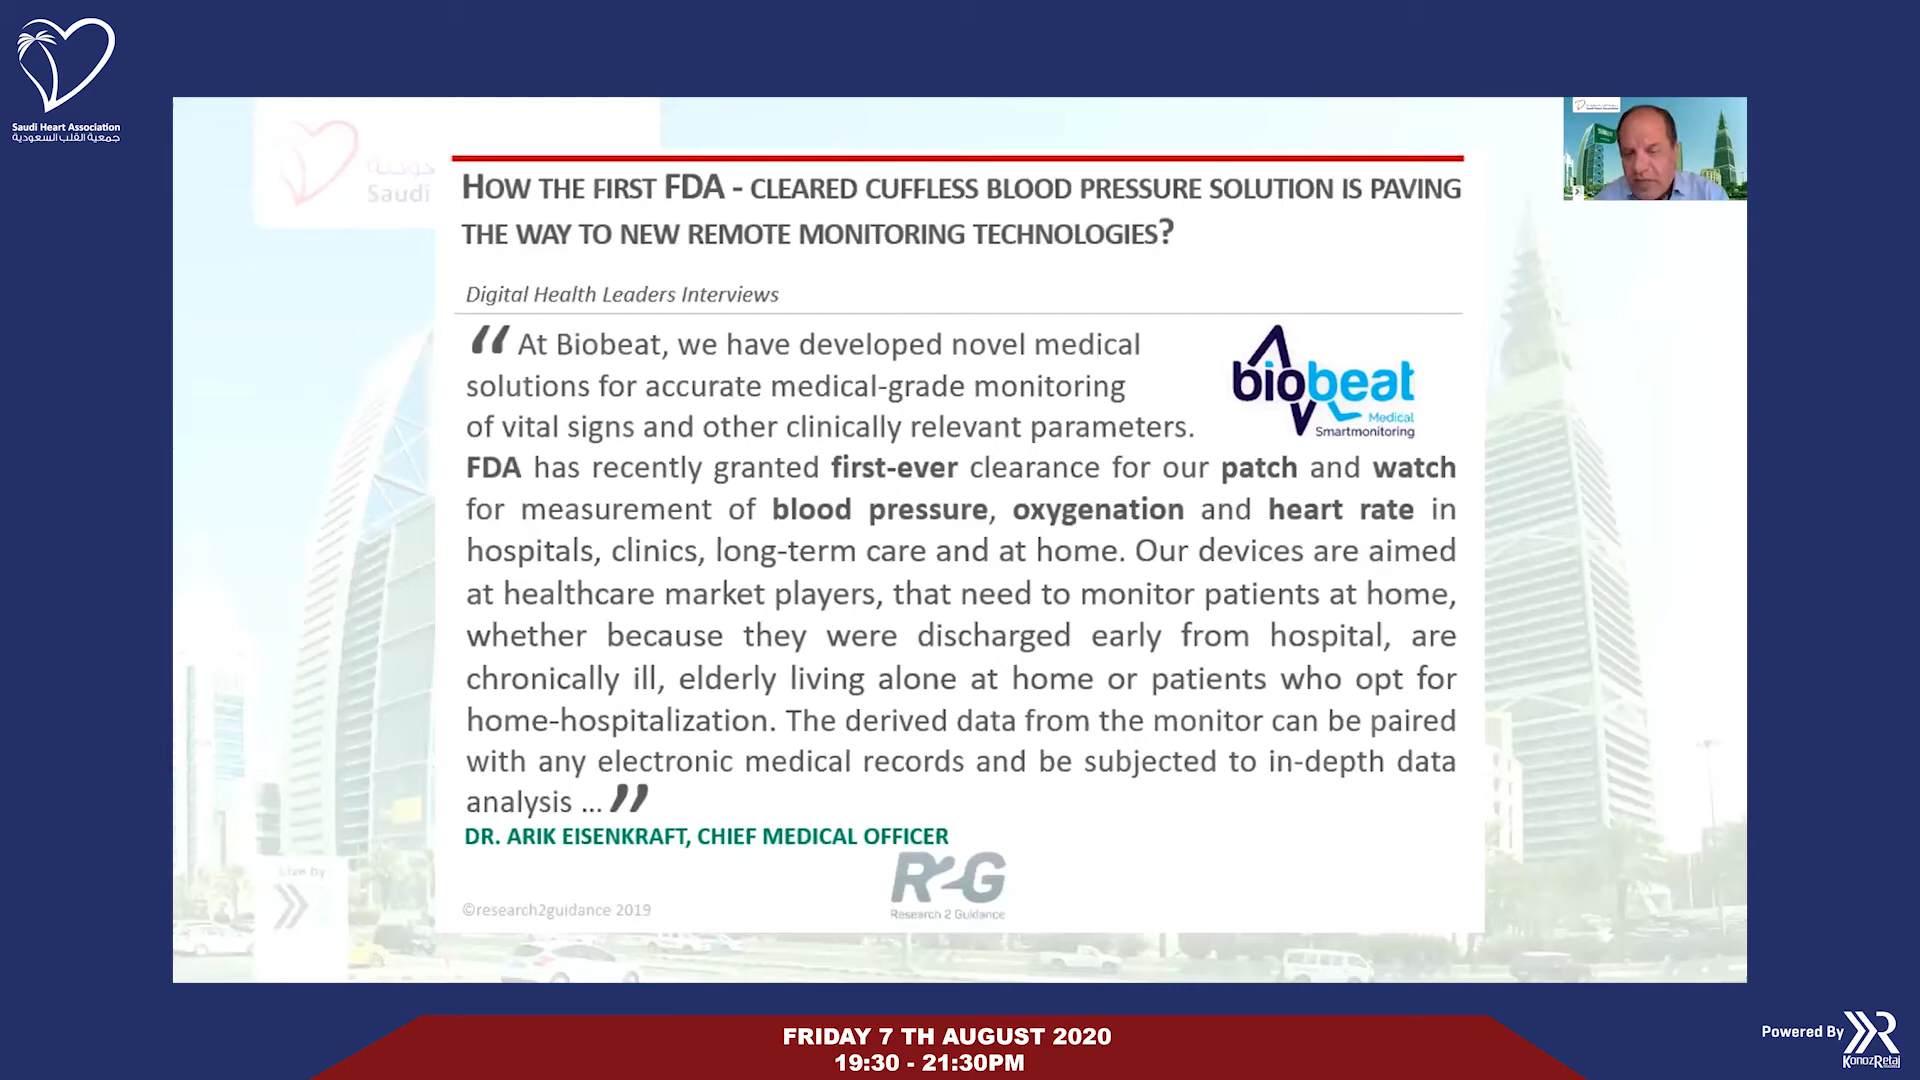 Saudi Heart Association
جمعية القلب السعودية
Saudi
HOW THE FIRST FDA - CLEARED CUFFLESS BLOOD PRESSURE SOLUTION IS PAVING
THE WAY TO NEW REMOTE MONITORING TECHNOLOGIES?
Digital Health Leaders Interviews
“ At Biobeat, we have developed novel medical
solutions for accurate medical-grade monitoring
of vital signs and other clinically relevant parameters.
FDA has recently granted first-ever clearance for our patch and watch
for measurement of blood pressure, oxygenation and heart rate in
hospitals, clinics, long-term care and at home. Our devices are aimed
at healthcare market players, that need to monitor patients at home,
whether because they were discharged early from hospital, are
chronically ill, elderly living alone at home or patients who opt for
home-hospitalization. The derived data from the monitor can be paired
with any electronic medical records and be subjected to in-depth data
analysis ... ”
biobeat
Medical
Smartmonitoring
DR. ARIK EISENKRAFT, CHIEF MEDICAL OFFICER
R2G
Research 2 Guidance
©research2guidance 2019
Live by
FRIDAY 7 TH AUGUST 2020
19:30 - 21:30PM
Powered By
KonozRetaj